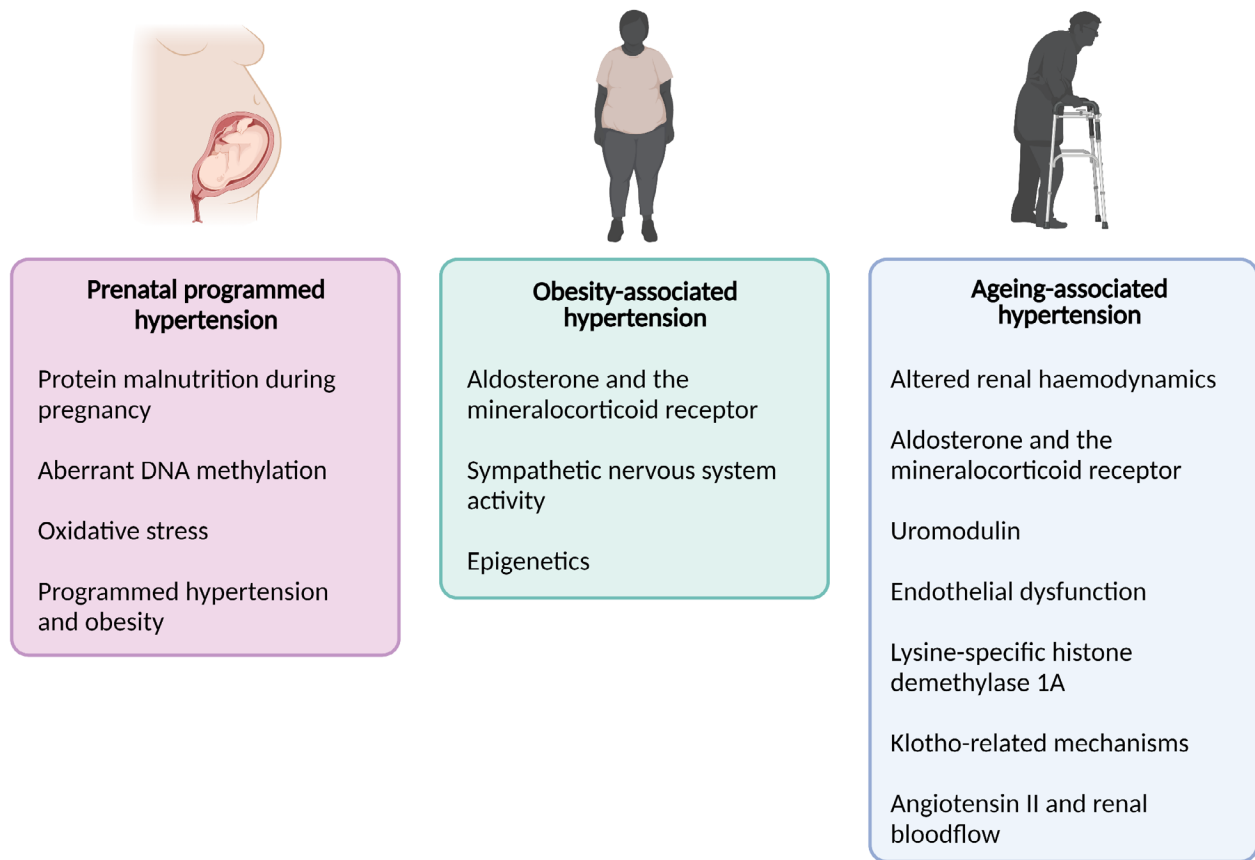 Prenatal programmed
hypertension
Protein malnutrition during
pregnancy
Aberrant DNA methylation
Oxidative stress
Programmed hypertension
and obesity
Obesity-associated
hypertension
Aldosterone and the
mineralocorticoid receptor
Sympathetic nervous system
activity
Epigenetics
Ageing-associated
hypertension
Altered renal haemodynamics
Aldosterone and the
mineralocorticoid receptor
Uromodulin
Endothelial dysfunction
Lysine-specific histone
demethylase 1A
Klotho-related mechanisms
Angiotensin II and renal
bloodflow